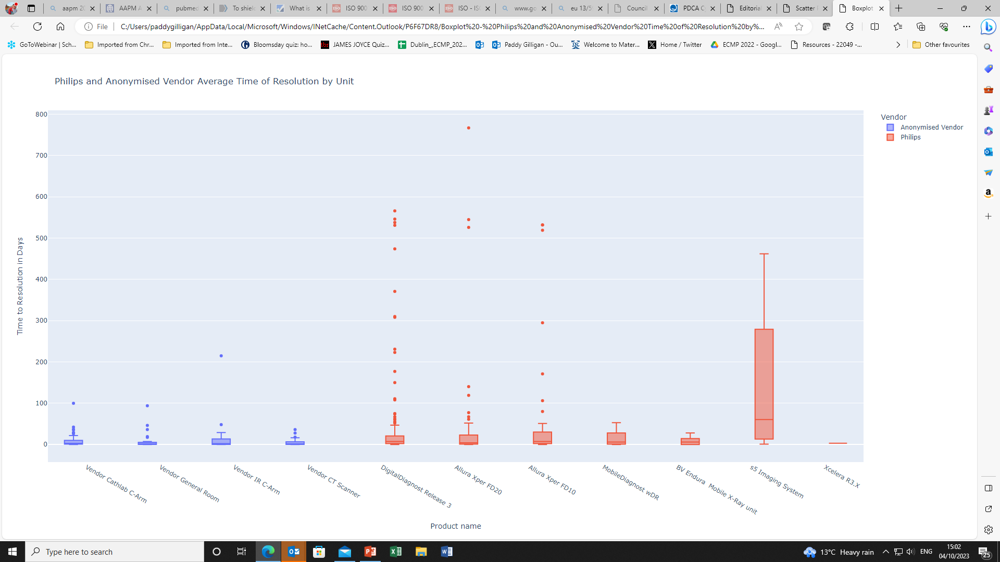 aapm 20
AAPM A
pubmed
To shield
What is
ISO 900
ISO 900
ISO - IS
www.go
eu 13/5
Council
PDCA C
Editorial
Scatter
Boxplot
File
C:/Users/paddygilligan/AppData/Local/Microsoft/Windows/INetCache/Content.Outlook/P6F67DR8/Boxplot%20-%20Philips%20and%20Anonymised%20Vendor%20Time%20of%20Resolution%20by%...
GoToWebinar | Sch...
Imported from Chr...
Imported from Inte...
Bloomsday quiz: ho...
JAMES JOYCE Quiz...
Dublin_,ECMP_202...
Paddy Gilligan - Ou...
Welcome to Mater...
Home / Twitter
ECMP 2022 - Googl...
Resources - 22049 -...
Other favourites
Philips and Anonymised Vendor Average Time of Resolution by Unit
Vendor
Anonymised Vendor
Philips
800
700
600
500
400
300
200
100
0
Time to Resolution in Days
Vendor Cathlab C-Arm
Vendor General Room
Vendor IR C-Arm
Vendor CT Scanner
DigitalDiagnost Release 3
Allura Xper FD20
Allura Xper FD10
MobileDiagnost wDR
BV Endura  Mobile X-Ray unit
s5 Imaging System
Xcelera R3.X
Product name
Type here to search
13°C Heavy rain
ENG
15:02
04/10/2023
25